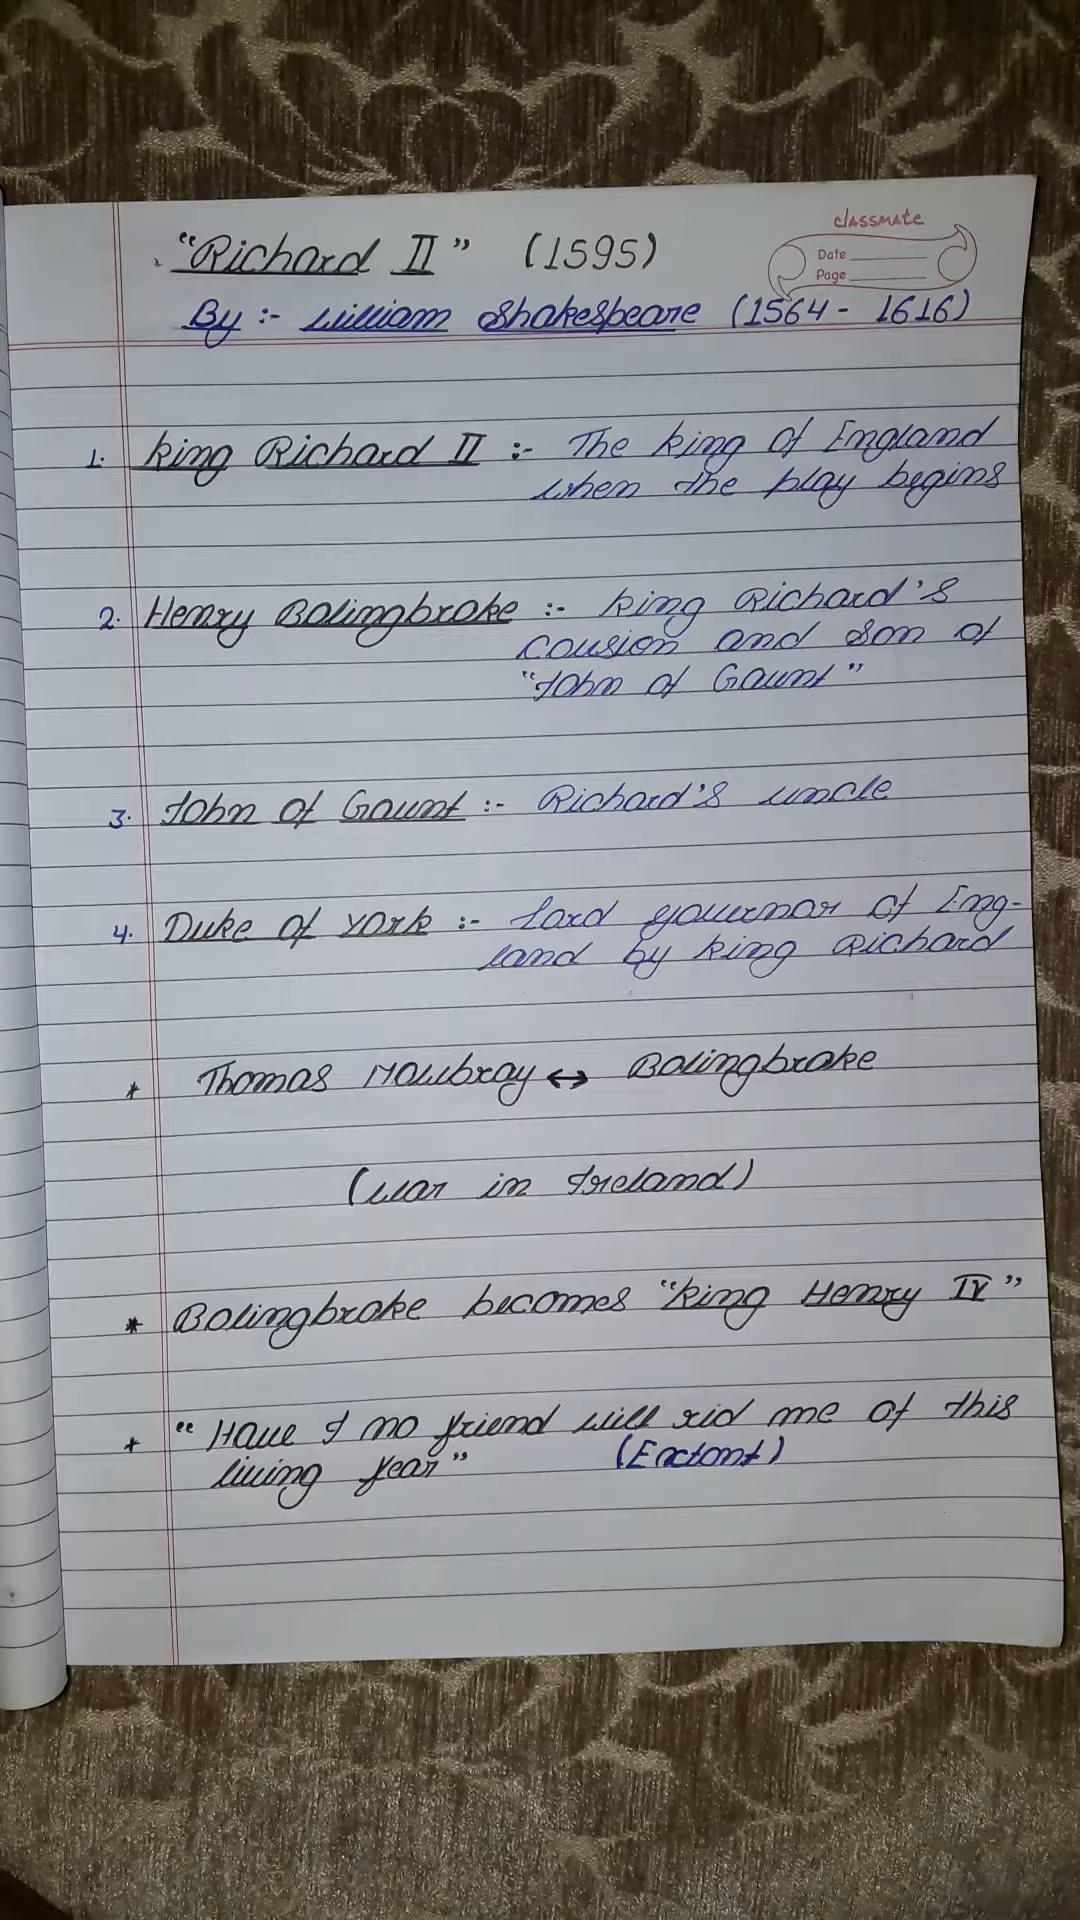 "Richard II" (1595)
classmate
Date
Page
By :- William Shakespeare (1564 - 1616)
1. King Richard II :- The King of England
when the play begins
2. Henry Bolingbroke :- King Richard's
cousion and son of
"John of Gaunt"
3. John of Gaunt :- Richard's uncle
4. Duke of York :- Lord governor of Eng-
land by King Richard
* Thomas Mowbray ↔ Bolingbroke
(war in Ireland)
* Bolingbroke becomes "King Henry IV"
* "Have I no friend will rid me of this
living fear" (Exton)